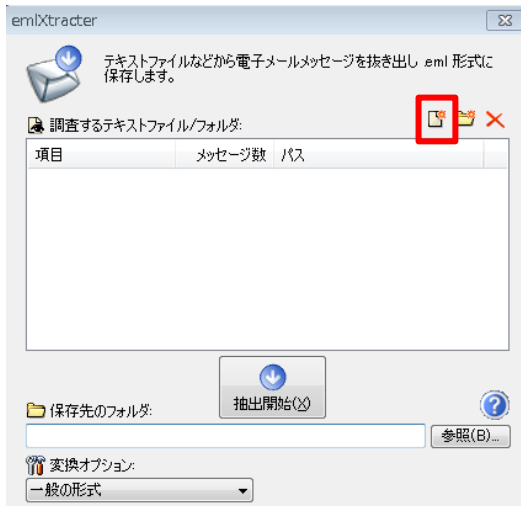 emlXtracter
テキストファイルなどから電子メールメッセージを抜き出し .eml 形式に
保存します。
調査するテキストファイル/フォルダ:
項目 メッセージ数 パス
抽出開始(X)
保存先のフォルダ:
参照(B)...
変換オプション:
一般の形式